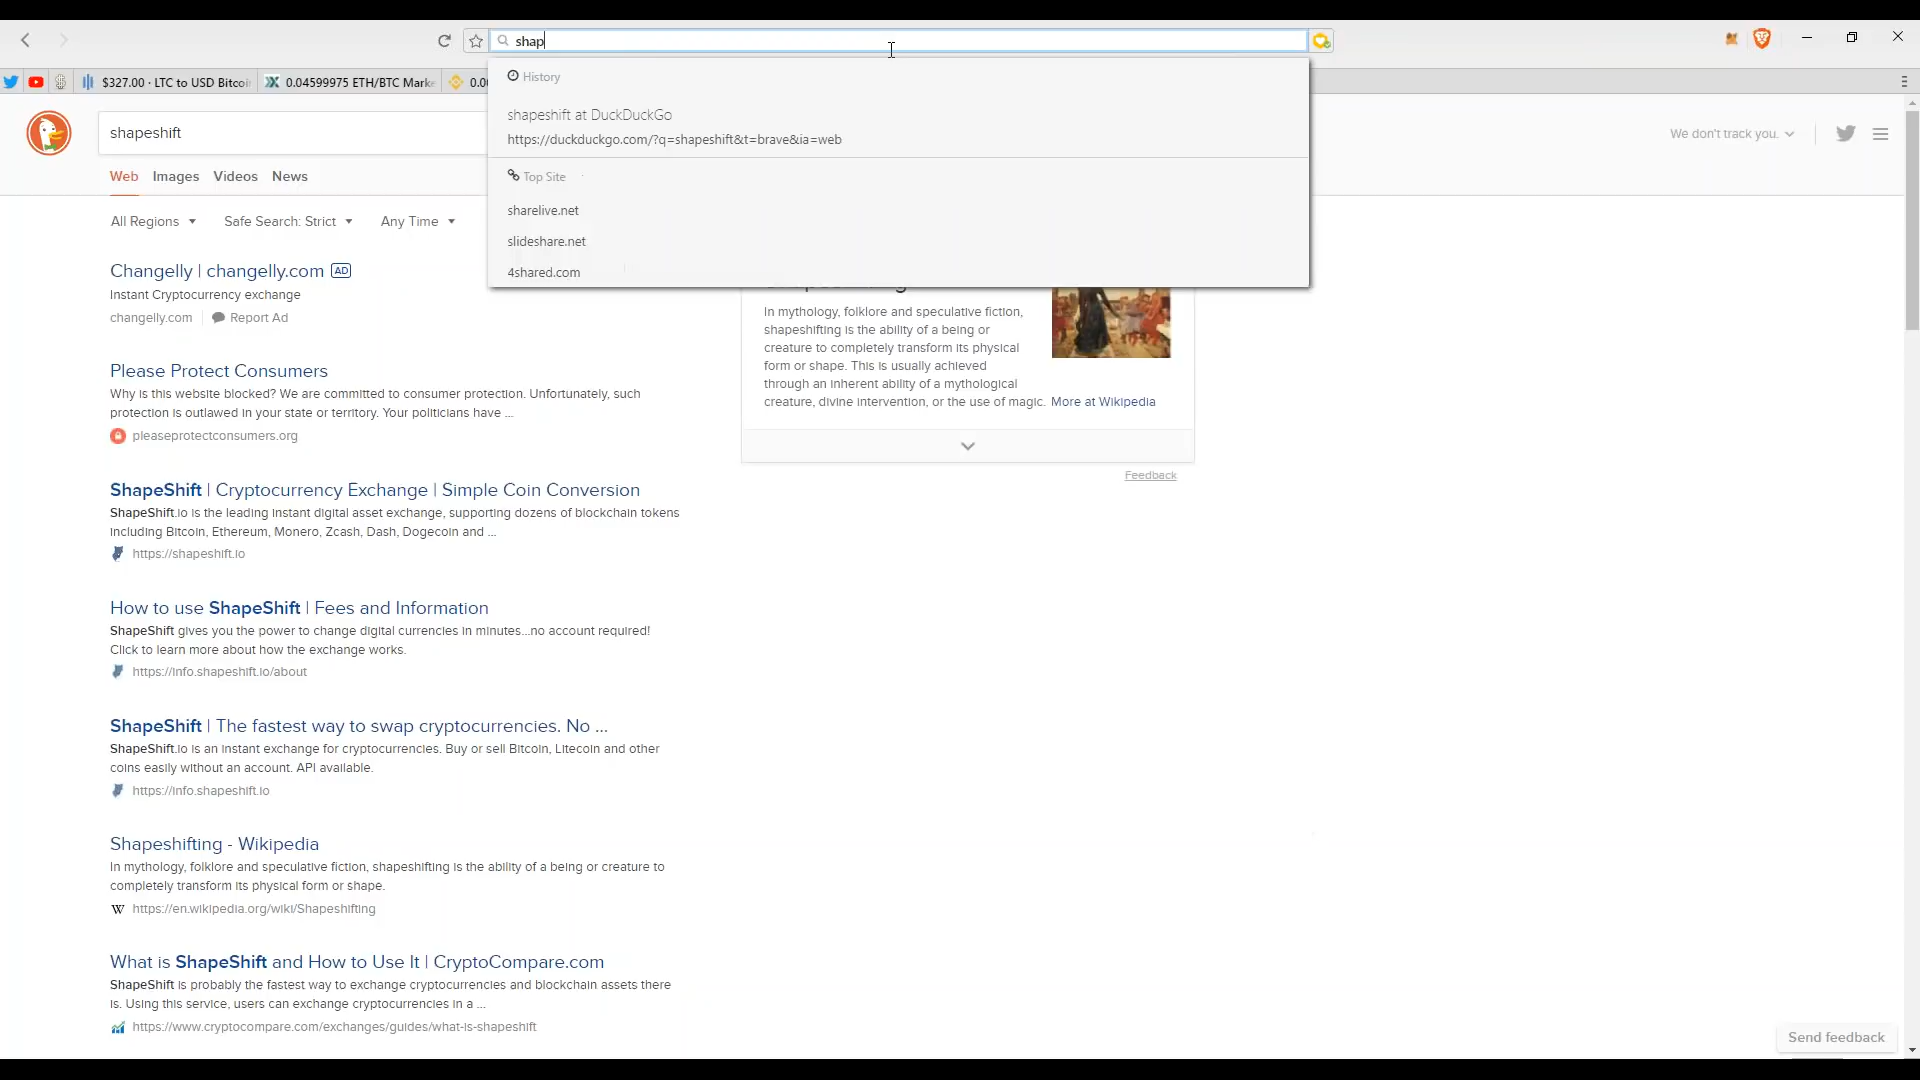 shap
$327.00 · LTC to USD Bitcoi
0.04599975 ETH/BTC Marke
0.00
History
shapeshift at DuckDuckGo
https://duckduckgo.com/?q=shapeshift&t=brave&ia=web
Top Site
sharelive.net
slideshare.net
4shared.com
shapeshift
We don't track you.
Web Images Videos News
All Regions Safe Search: Strict Any Time
Changelly | changelly.com AD
Instant Cryptocurrency exchange
changelly.com Report Ad
Please Protect Consumers
Why is this website blocked? We are committed to consumer protection. Unfortunately, such
protection is outlawed in your state or territory. Your politicians have ...
pleaseprotectconsumers.org
ShapeShift | Cryptocurrency Exchange | Simple Coin Conversion
ShapeShift.io is the leading instant digital asset exchange, supporting dozens of blockchain tokens
including Bitcoin, Ethereum, Monero, Zcash, Dash, Dogecoin and ...
https://shapeshift.io
How to use ShapeShift | Fees and Information
ShapeShift gives you the power to change digital currencies in minutes...no account required!
Click to learn more about how the exchange works.
https://info.shapeshift.io/about
ShapeShift | The fastest way to swap cryptocurrencies. No ...
ShapeShift.io is an instant exchange for cryptocurrencies. Buy or sell Bitcoin, Litecoin and other
coins easily without an account. API available.
https://info.shapeshift.io
Shapeshifting - Wikipedia
In mythology, folklore and speculative fiction, shapeshifting is the ability of a being or creature to
completely transform its physical form or shape.
W https://en.wikipedia.org/wiki/Shapeshifting
What is ShapeShift and How to Use It | CryptoCompare.com
ShapeShift is probably the fastest way to exchange cryptocurrencies and blockchain assets there
is. Using this service, users can exchange cryptocurrencies in a ...
https://www.cryptocompare.com/exchanges/guides/what-is-shapeshift
In mythology, folklore and speculative fiction,
shapeshifting is the ability of a being or
creature to completely transform its physical
form or shape. This is usually achieved
through an inherent ability of a mythological
creature, divine intervention, or the use of magic. More at Wikipedia
Feedback
Send feedback